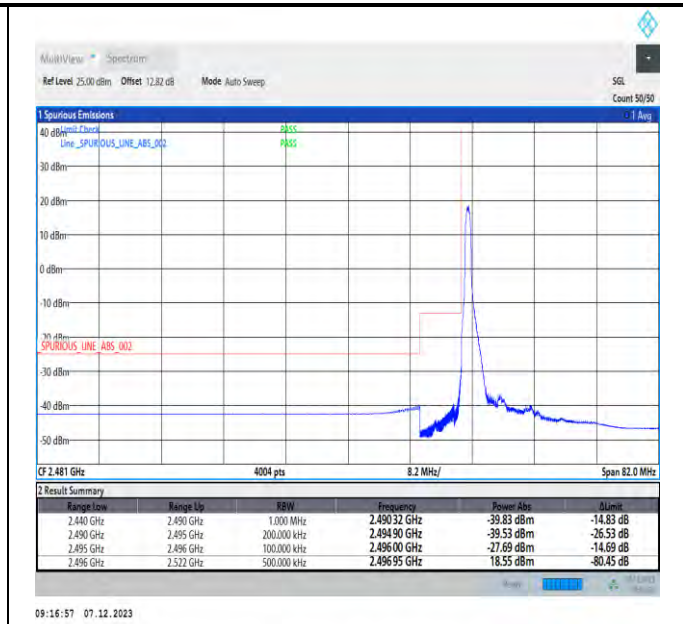 MultiView Spectrum
Ref Level 25.00 dBm Offset 12.82 dB Mode Auto Sweep SGL
Count 50/50
1 Spurious Emissions 1 Avg
40 dBm Limit Check PASS
Line _SPURIOUS_LINE_ABS_002 PASS
30 dBm
20 dBm
10 dBm
0 dBm
-10 dBm
-20 dBm
_SPURIOUS_LINE_ABS_002
-30 dBm
-40 dBm
-50 dBm
CF 2.481 GHz 4004 pts 8.2 MHz/ Span 82.0 MHz
2 Result Summary
Range Low Range Up RBW Frequency Power Abs ΔLimit
2.440 GHz 2.490 GHz 1.000 MHz 2.490 32 GHz -39.83 dBm -14.83 dB
2.490 GHz 2.495 GHz 200.000 kHz 2.494 90 GHz -39.53 dBm -26.53 dB
2.495 GHz 2.496 GHz 100.000 kHz 2.496 00 GHz -27.69 dBm -14.69 dB
2.496 GHz 2.522 GHz 500.000 kHz 2.496 95 GHz 18.55 dBm -80.45 dB
09:16:57 07.12.2023